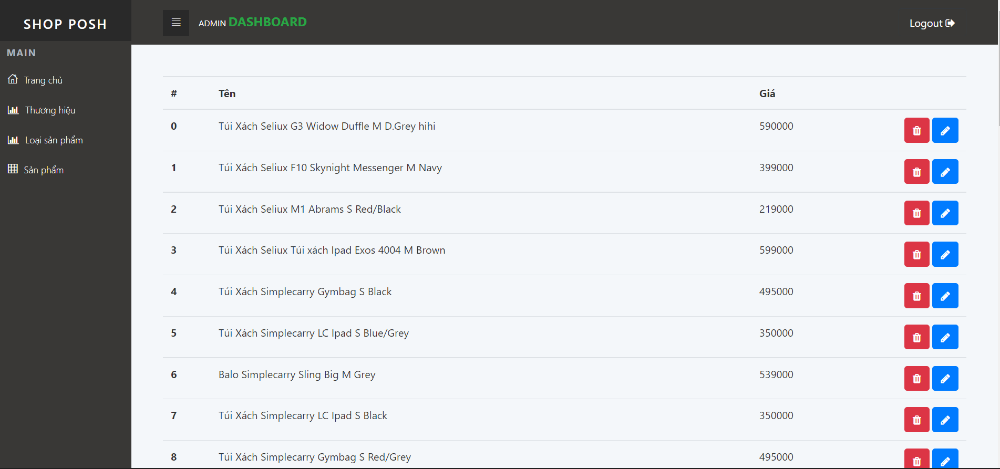 SHOP POSH
ADMIN DASHBOARD
Logout
MAIN
Trang chủ
Thương hiệu
Loại sản phẩm
Sản phẩm
# Tên Giá
0 Túi Xách Seliux G3 Widow Duffle M D.Grey hihi 590000
1 Túi Xách Seliux F10 Skynight Messenger M Navy 399000
2 Túi Xách Seliux M1 Abrams S Red/Black 219000
3 Túi Xách Seliux Túi xách Ipad Exos 4004 M Brown 599000
4 Túi Xách Simplecarry Gymbag S Black 495000
5 Túi Xách Simplecarry LC Ipad S Blue/Grey 350000
6 Balo Simplecarry Sling Big M Grey 539000
7 Túi Xách Simplecarry LC Ipad S Black 350000
8 Túi Xách Simplecarry Gymbag S Red/Grey 495000